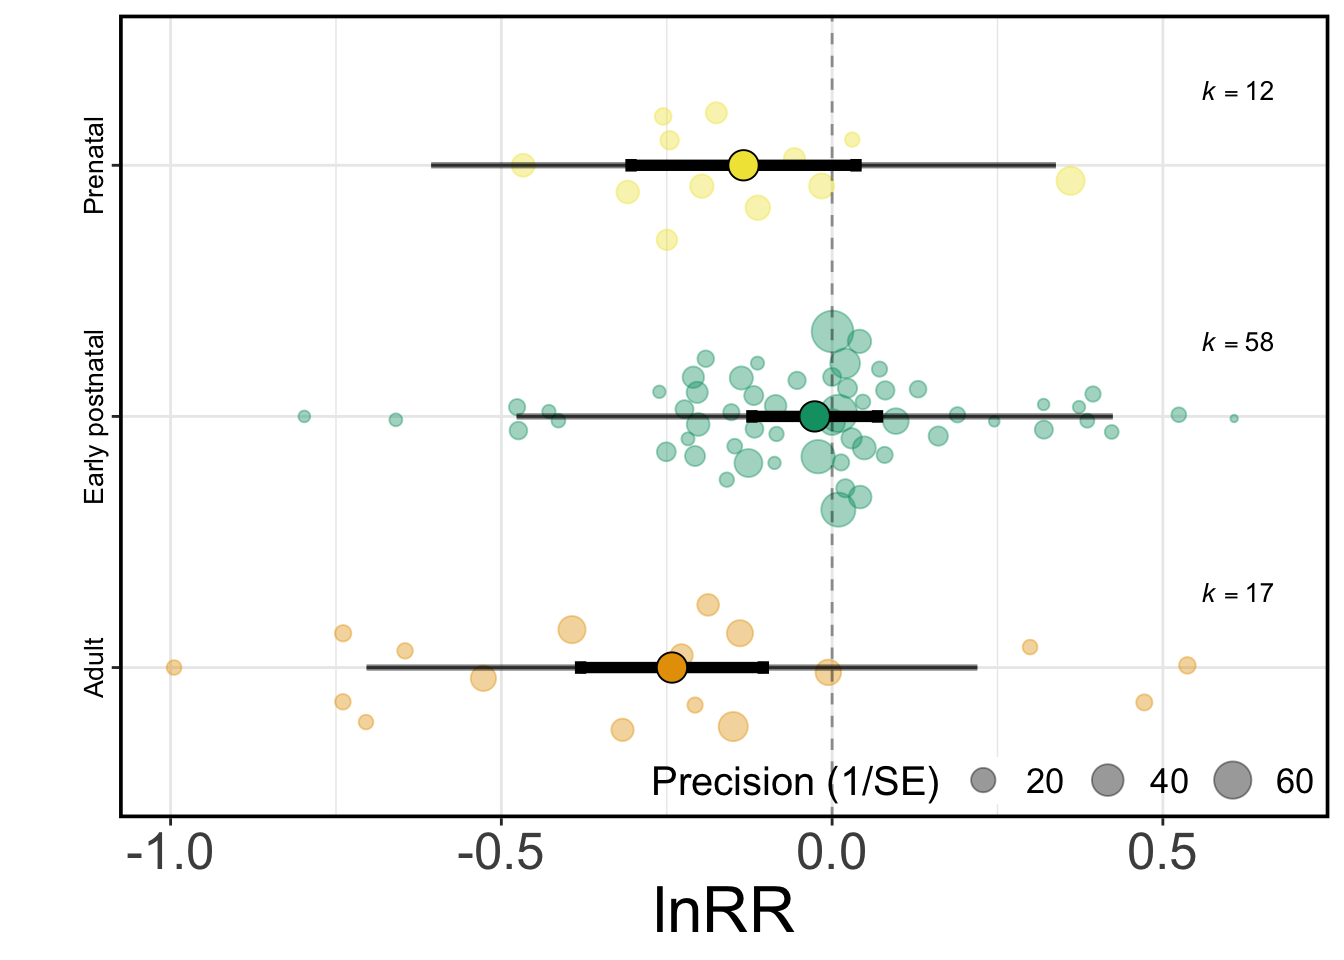 Prenatal
k = 12
Early postnatal
k = 58
Adult
k = 17
Precision (1/SE) 20 40 60
-1.0 -0.5 0.0 0.5
lnRR